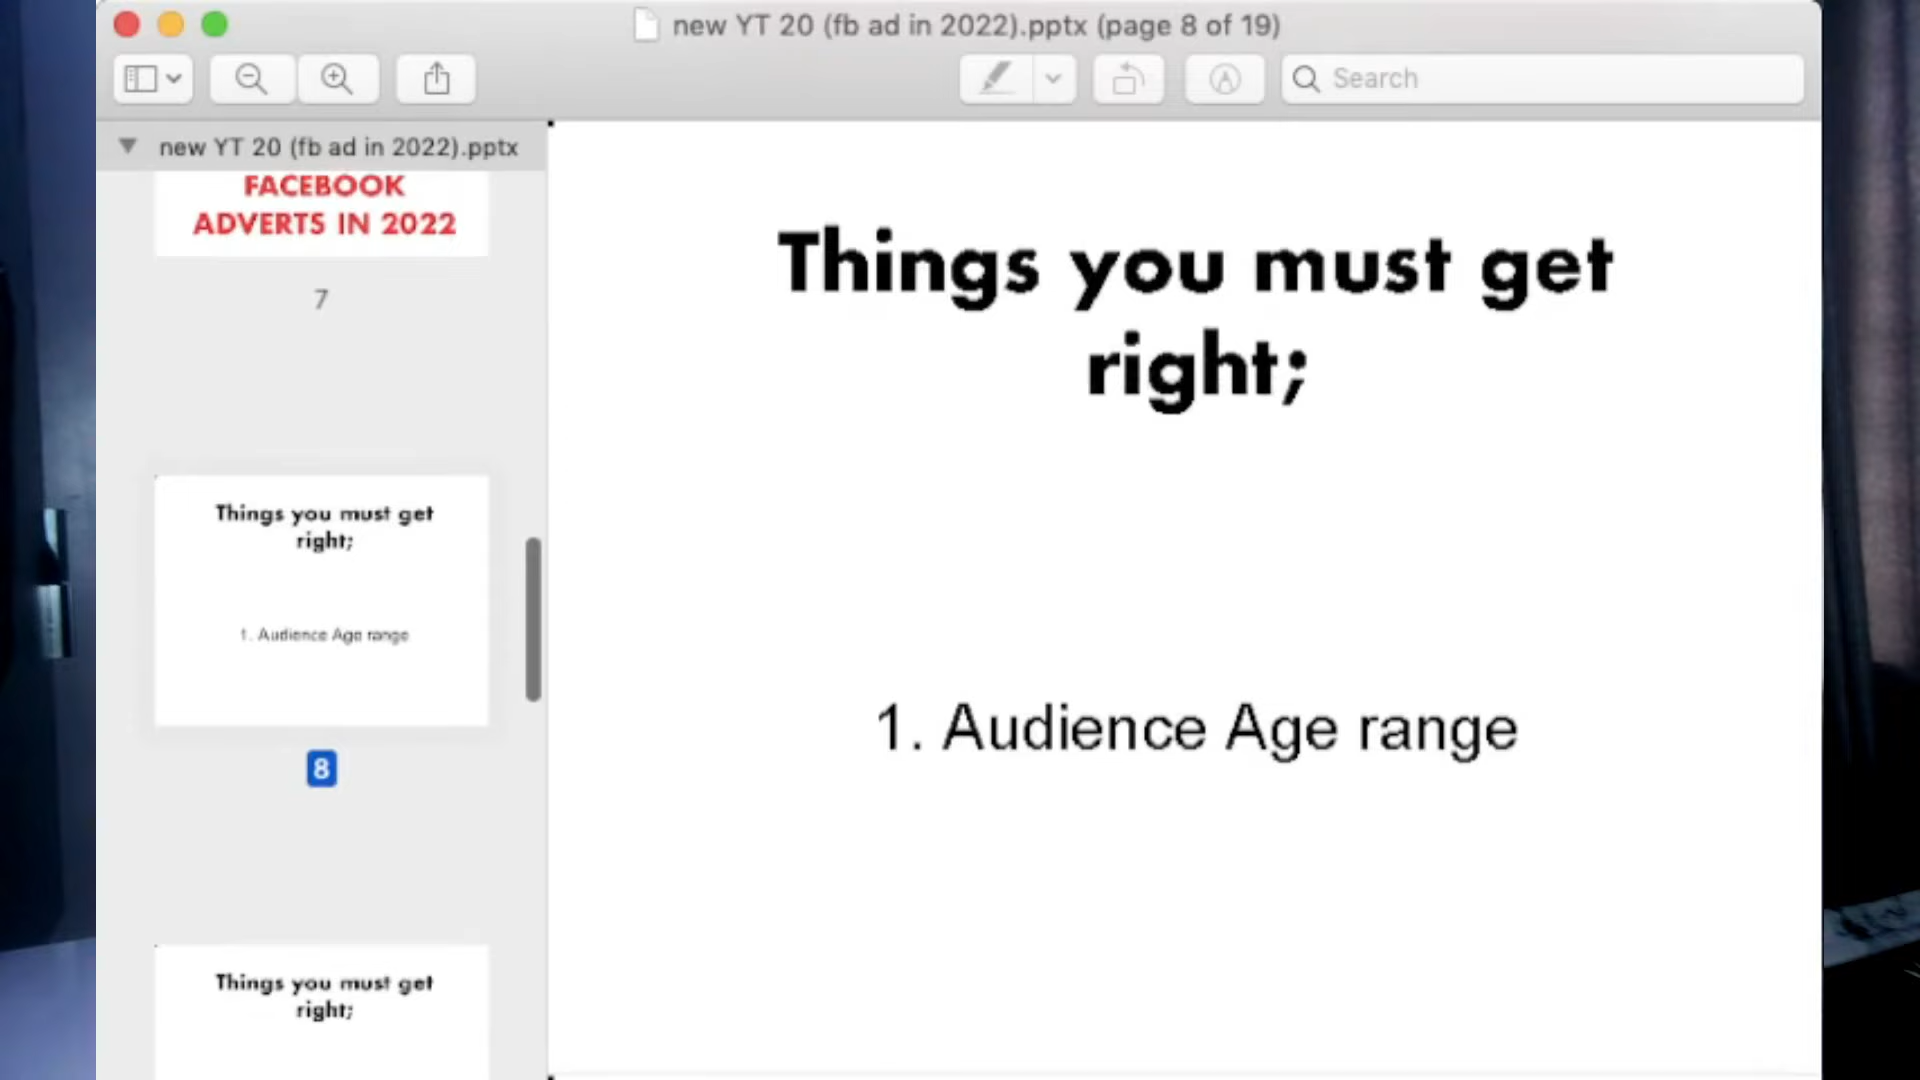 new YT 20 (fb ad in 2022).pptx (page 8 of 19)
Search
new YT 20 (fb ad in 2022).pptx
FACEBOOK
ADVERTS IN 2022
7
Things you must get
right;
1. Audience Age range
8
Things you must get
right;
Things you must get
right;
1. Audience Age range